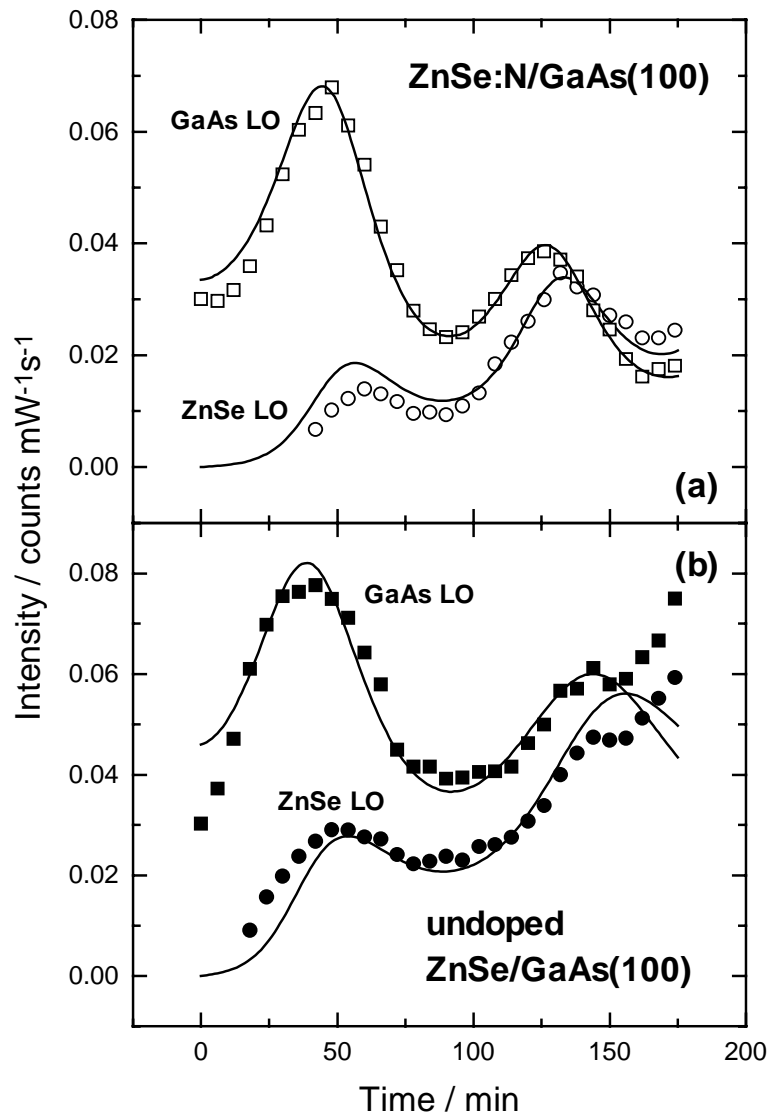 0.08
ZnSe:N/GaAs(100)
GaAs LO
0.06
0.04
0.02
ZnSe LO
0.00
(a)
Intensity / counts mW-1s-1
(b)
0.08
GaAs LO
0.06
0.04
ZnSe LO
0.02
undoped
ZnSe/GaAs(100)
0.00
0 50 100 150 200
Time / min